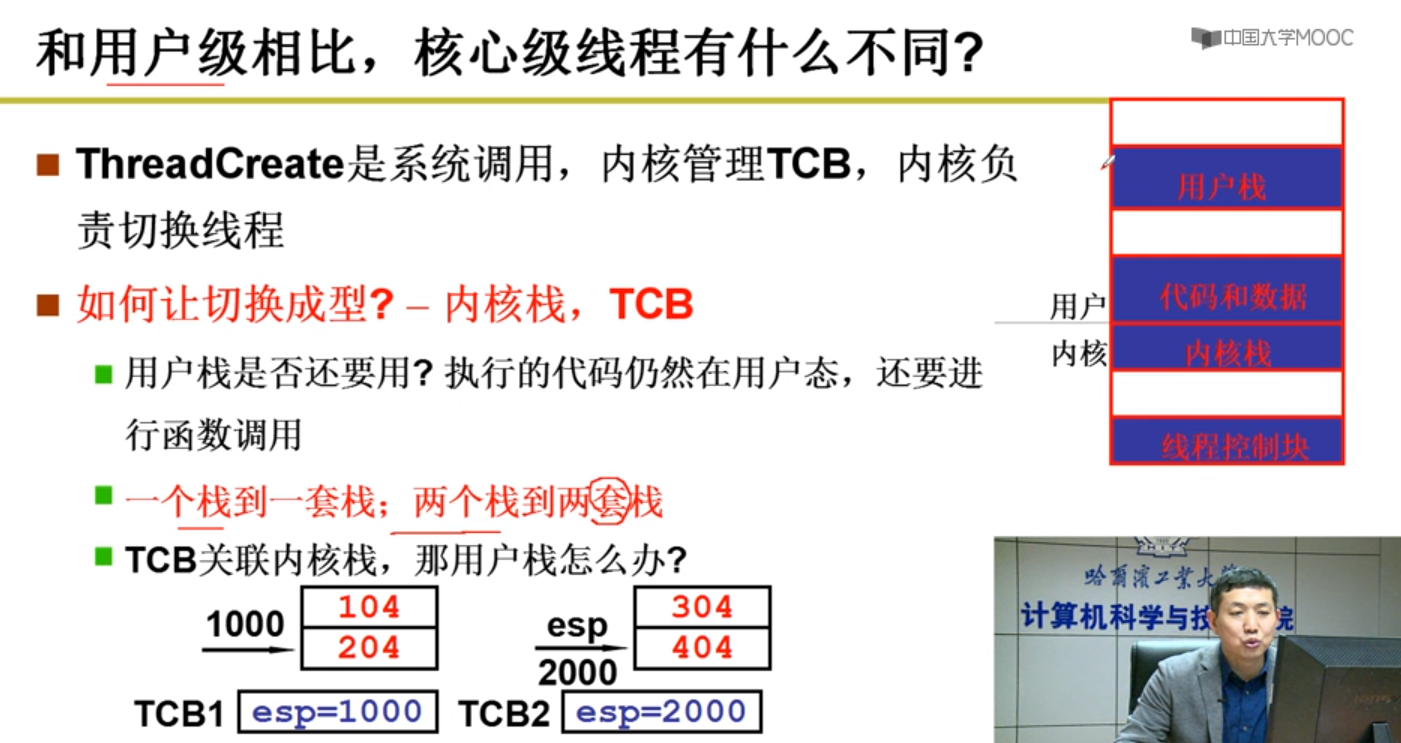 和用户级相比，核心级线程有什么不同?
中国大学MOOC
ThreadCreate是系统调用，内核管理TCB，内核负
责切换线程
如何让切换成型? – 内核栈，TCB
用户栈是否还要用? 执行的代码仍然在用户态，还要进
行函数调用
一个栈到一套栈；两个栈到两套栈
TCB关联内核栈，那用户栈怎么办?
1000
104
204
TCB1
esp=1000
esp
2000
304
404
TCB2
esp=2000
用户栈
代码和数据
用户
内核
内核栈
线程控制块
HIT
哈尔滨工业大学
计算机科学与技
院